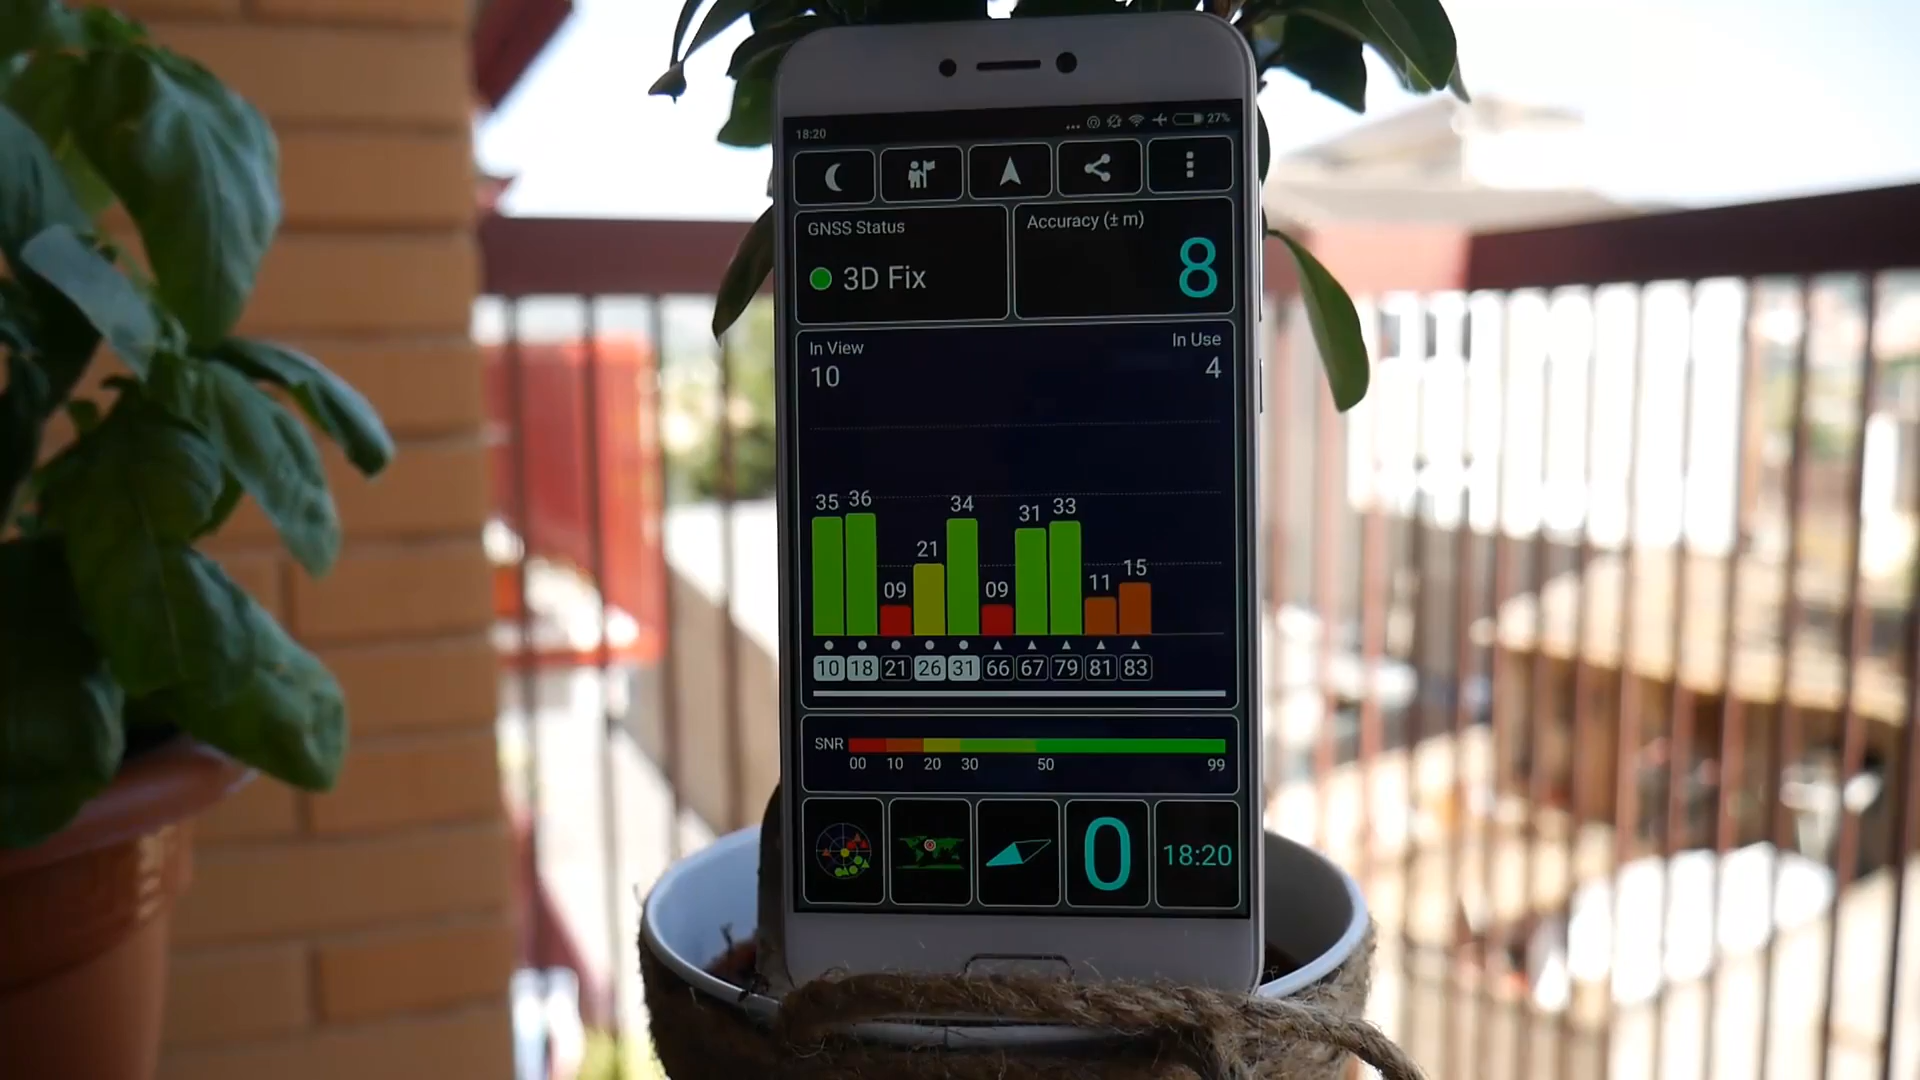 18:20 ... 27%
GNSS Status
3D Fix
Accuracy (± m)
8
In View
10
In Use
4
35 36 09 21 34 09 31 33 11 15
10 18 21 26 31 66 67 79 81 83
SNR
00 10 20 30 50 99
0
18:20